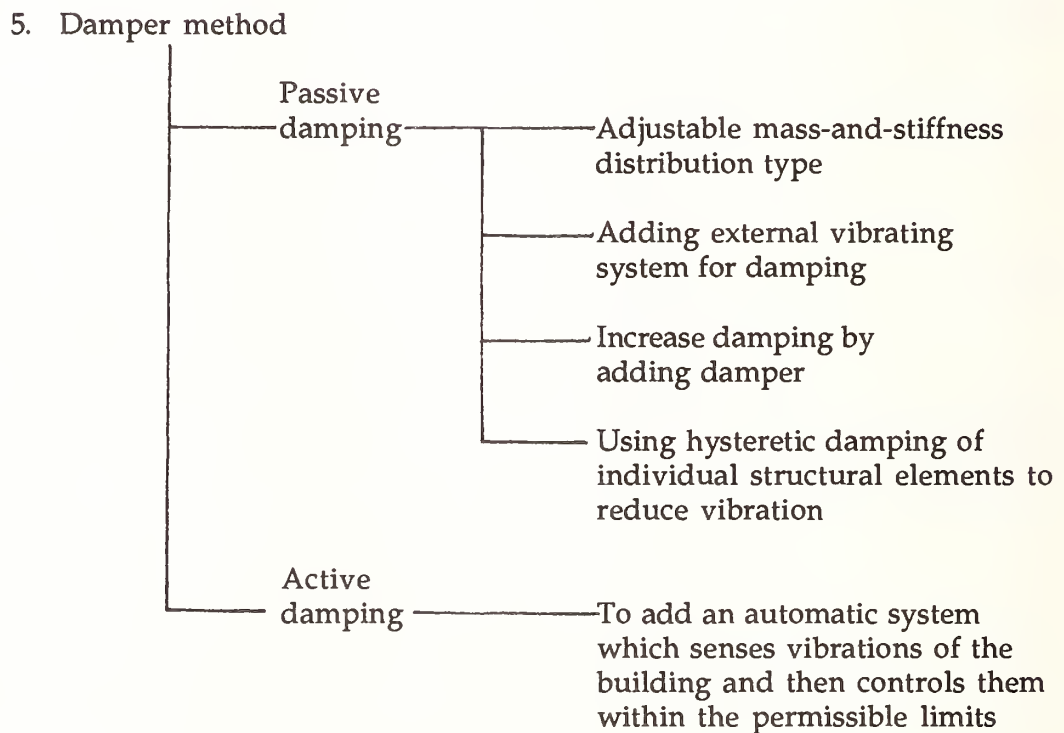 5. Damper method
Passive
damping
Adjustable mass-and-stiffness
distribution type
Adding external vibrating
system for damping
Increase damping by
adding damper
Using hysteretic damping of
individual structural elements to
reduce vibration
Active
damping
To add an automatic system
which senses vibrations of the
building and then controls them
within the permissible limits